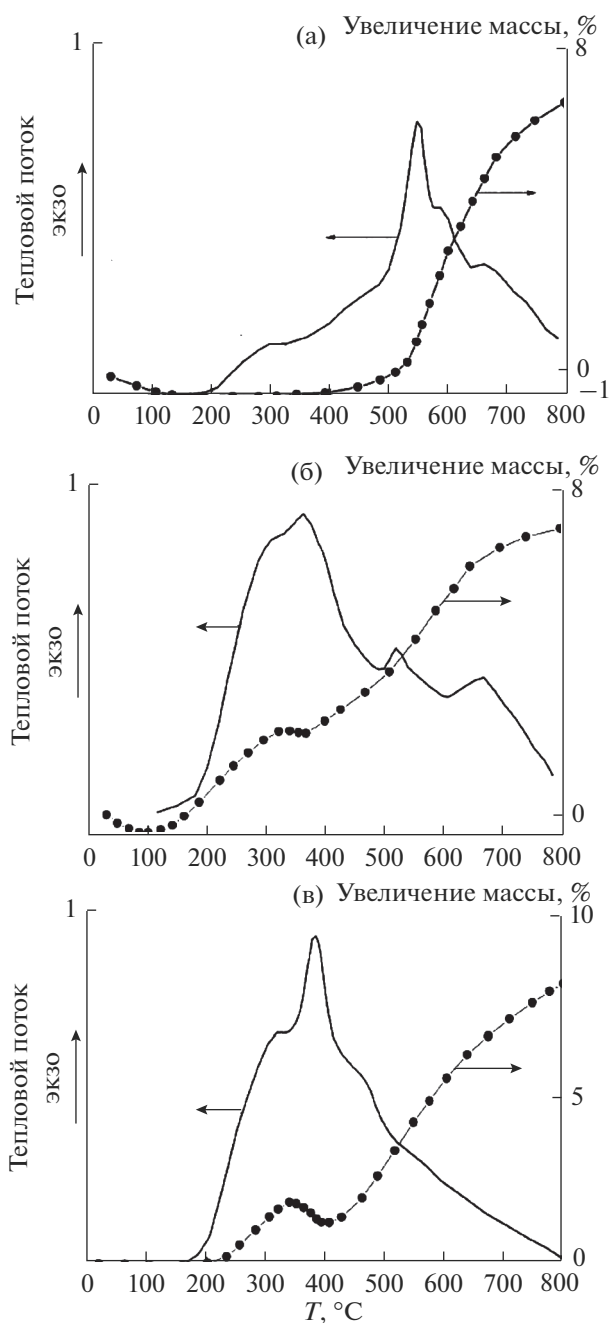 (а) Увеличение массы, %
1
8
Тепловой поток
экзо
0
–1
0 100 200 300 400 500 600 700 800
(б) Увеличение массы, %
1
8
Тепловой поток
экзо
0
0 100 200 300 400 500 600 700 800
(в) Увеличение массы, %
1
10
Тепловой поток
экзо
5
0
0 100 200 300 400 500 600 700 800
T, °C